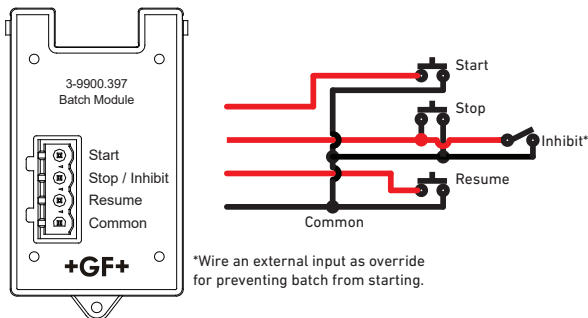 3-9900.397
Batch Module
Start
Stop / Inhibit
Resume
Common
+GF+
Start
Stop
Inhibit*
Resume
Common
*Wire an external input as override
for preventing batch from starting.